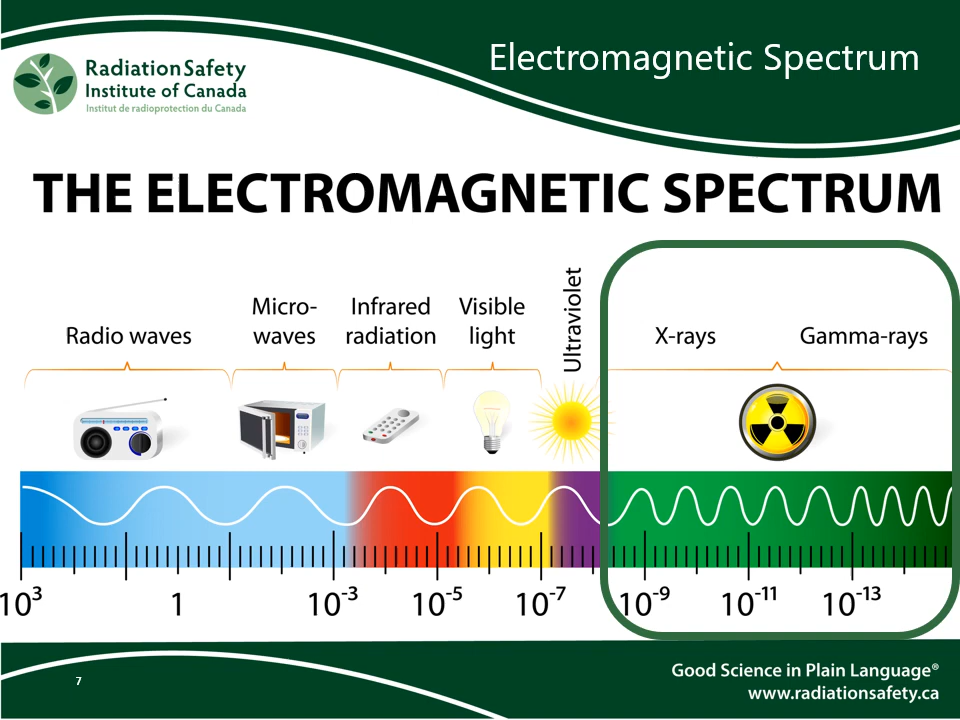 Electromagnetic Spectrum
Radiation Safety
Institute of Canada
Institut de radioprotection du Canada
THE ELECTROMAGNETIC SPECTRUM
Radio waves
Micro-
waves
Infrared
radiation
Visible
light
Ultraviolet
X-rays
Gamma-rays
10³ 1 10⁻³ 10⁻⁵ 10⁻⁷ 10⁻⁹ 10⁻¹¹ 10⁻¹³
7
Good Science in Plain Language®
www.radiationsafety.ca